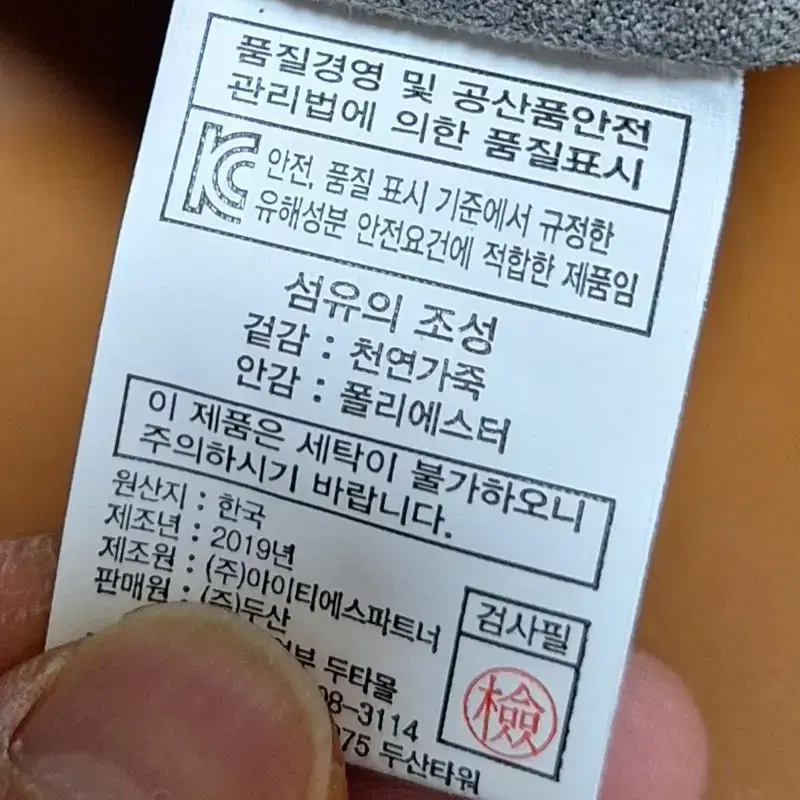 품질경영 및 공산품안전
관리법에 의한 품질표시
안전, 품질 표시 기준에서 규정한
유해성분 안전요건에 적합한 제품임
섬유의 조성
겉감 : 천연가죽
안감 : 폴리에스터
이 제품은 세탁이 불가하오니
주의하시기 바랍니다.
원산지 : 한국
제조년 : 2019년
제조원 : (주)아이티에스파트너
판매원 : (주)두산
두타몰
08-3114
275 두산타워
검사필
檢